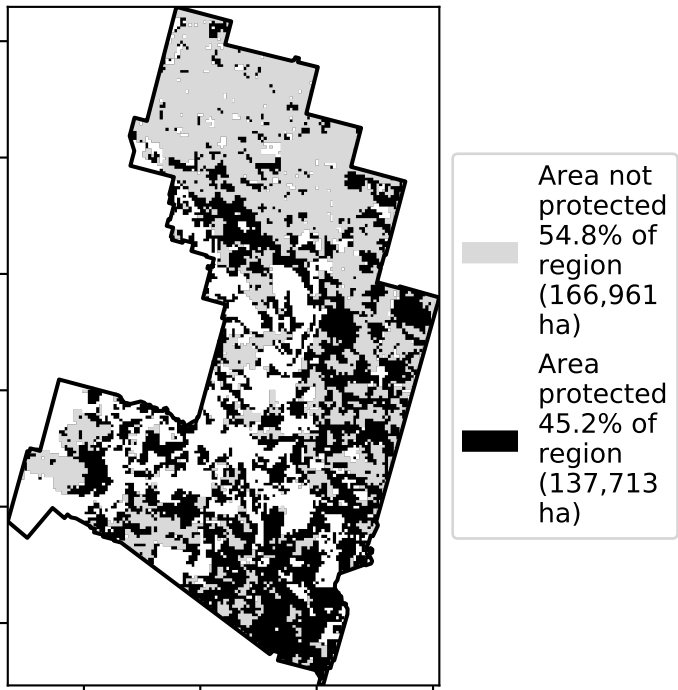 Area not
protected
54.8% of
region
(166,961
ha)
Area
protected
45.2% of
region
(137,713
ha)